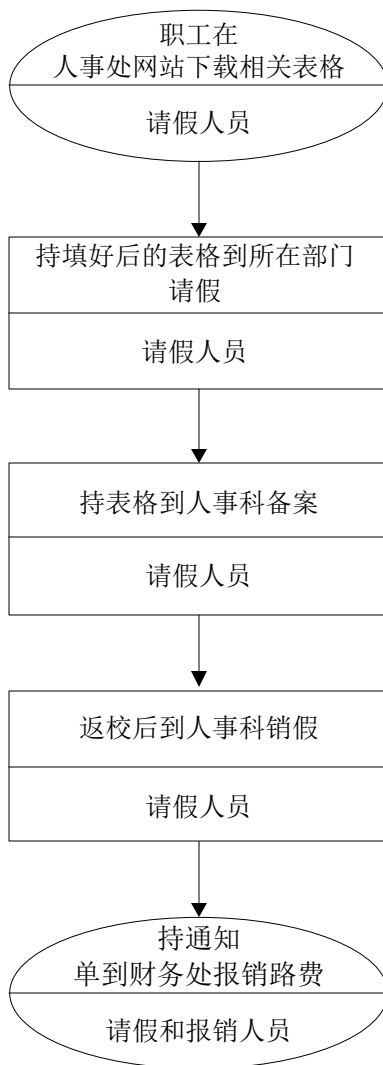 职工在
人事处网站下载相关表格
请假人员
持填好后的表格到所在部门
请假
请假人员
持表格到人事科备案
请假人员
返校后到人事科销假
请假人员
持通知
单到财务处报销路费
请假和报销人员